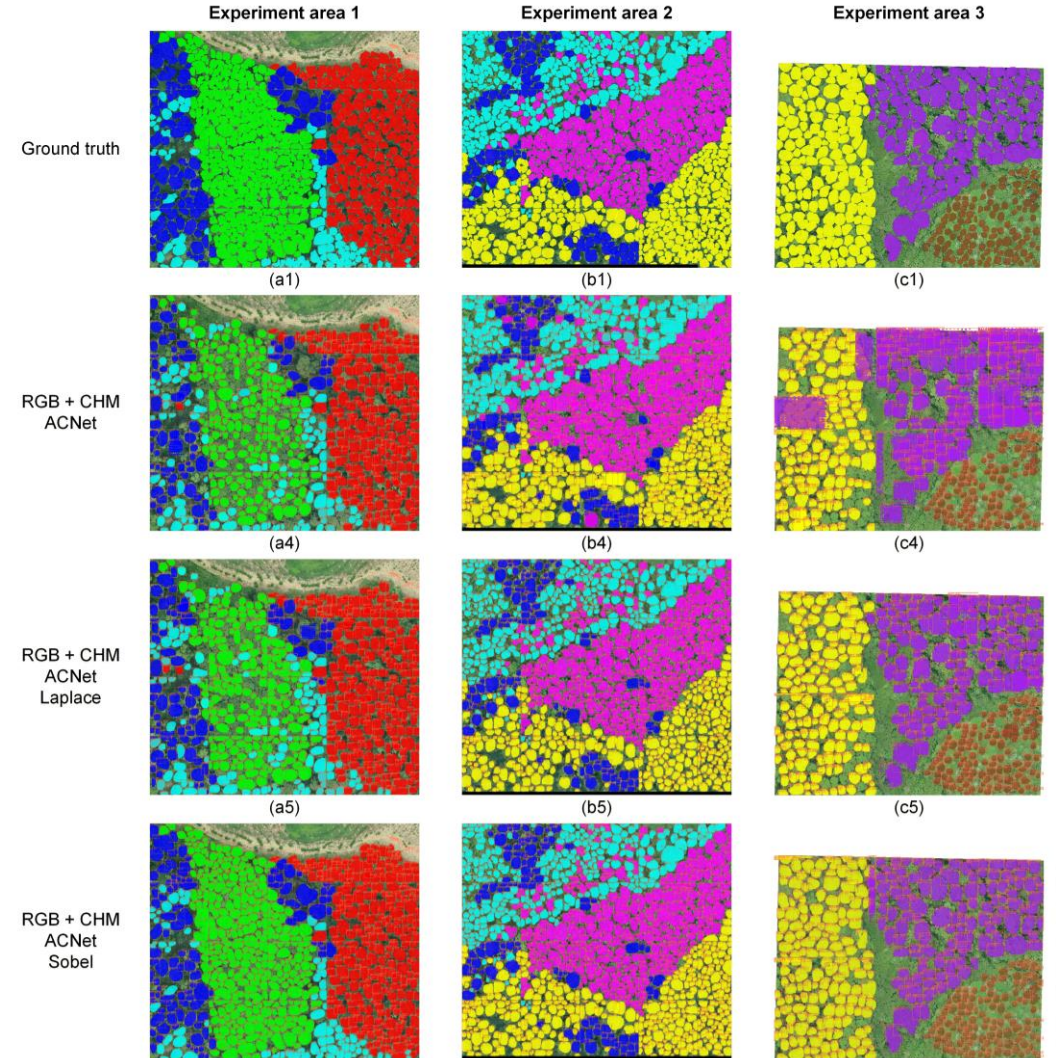 Experiment area 1
Experiment area 2
Experiment area 3
Ground truth
(a1)
(b1)
(c1)
RGB + CHM
ACNet
(a4)
(b4)
(c4)
RGB + CHM
ACNet
Laplace
(a5)
(b5)
(c5)
RGB + CHM
ACNet
Sobel